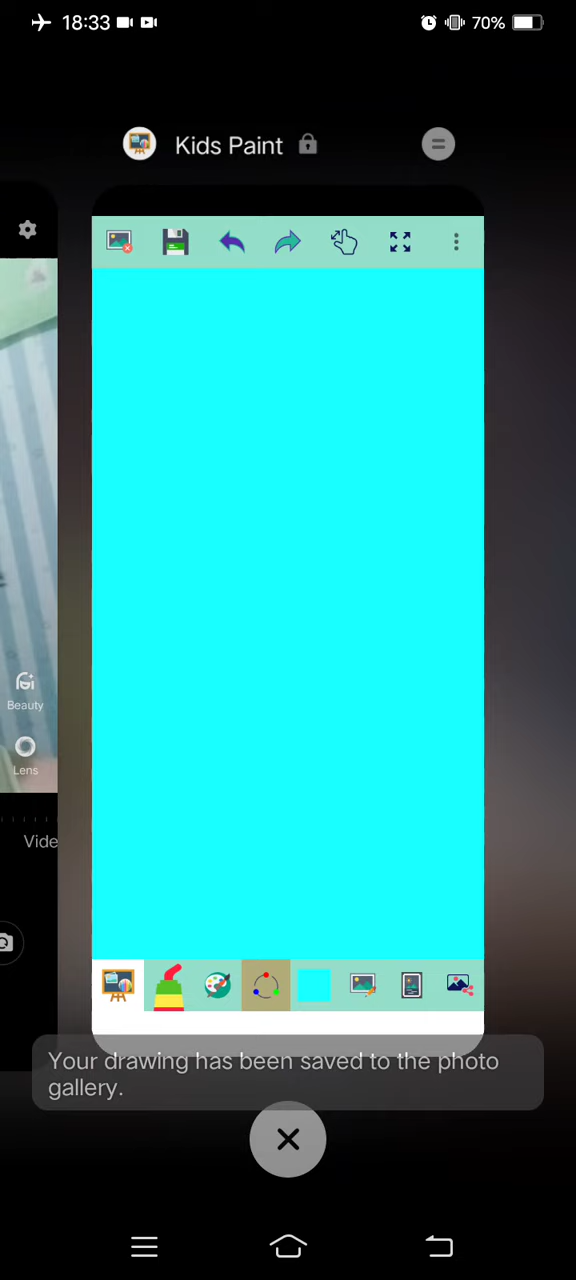 18:33
70%
Kids Paint
Beauty
Lens
Vide
Your drawing has been saved to the photo
gallery.